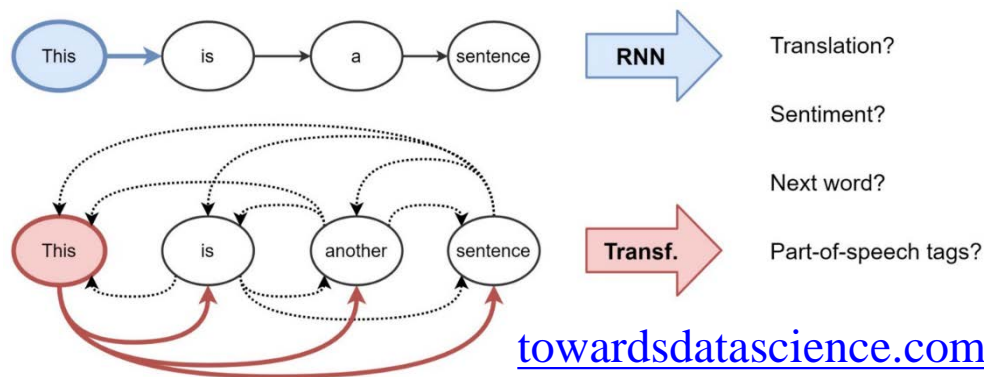 This is a sentence RNN
Translation?
Sentiment?
Next word?
This is another sentence Transf.
Part-of-speech tags?
towardsdatascience.com